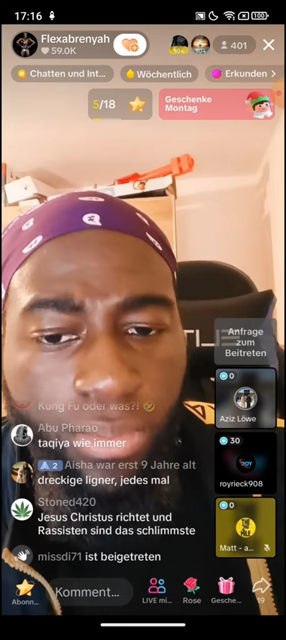 17:16
100
Flexabrenyah
59.0K
401
Chatten und Int...
Wöchentlich
Erkunden
5/18
Geschenke
Montag
Anfrage
zum
Beitreten
0
Aziz Löwe
30
royrieck908
0
Matt - a...
Kung Fu oder was?! 🤣
Abu Pharao
taqiya wie immer
2 Aisha war erst 9 Jahre alt
dreckige ligner, jedes mal
Stoned420
Jesus Christus richtet und
Rassisten sind das schlimmste
missdi71 ist beigetreten
Abonn...
Komment...
LIVE mi...
Rose
Gesche...
19